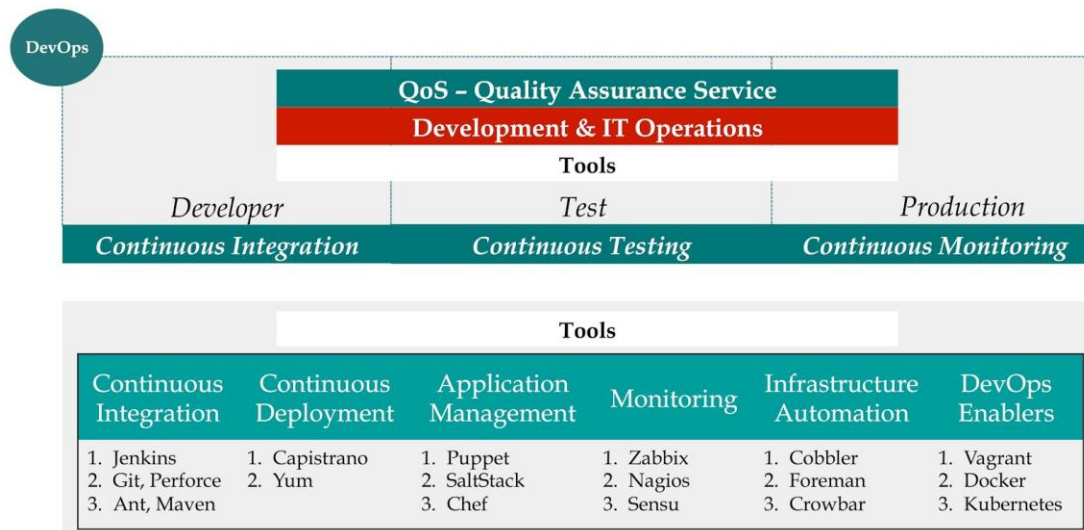 DevOps
QoS – Quality Assurance Service
Development & IT Operations
Tools
Developer
Test
Production
Continuous Integration
Continuous Testing
Continuous Monitoring
Tools
Continuous
Integration
Continuous
Deployment
Application
Management
Monitoring
Infrastructure
Automation
DevOps
Enablers
1. Jenkins
2. Git, Perforce
3. Ant, Maven
1. Capistrano
2. Yum
1. Puppet
2. SaltStack
3. Chef
1. Zabbix
2. Nagios
3. Sensu
1. Cobbler
2. Foreman
3. Crowbar
1. Vagrant
2. Docker
3. Kubernetes